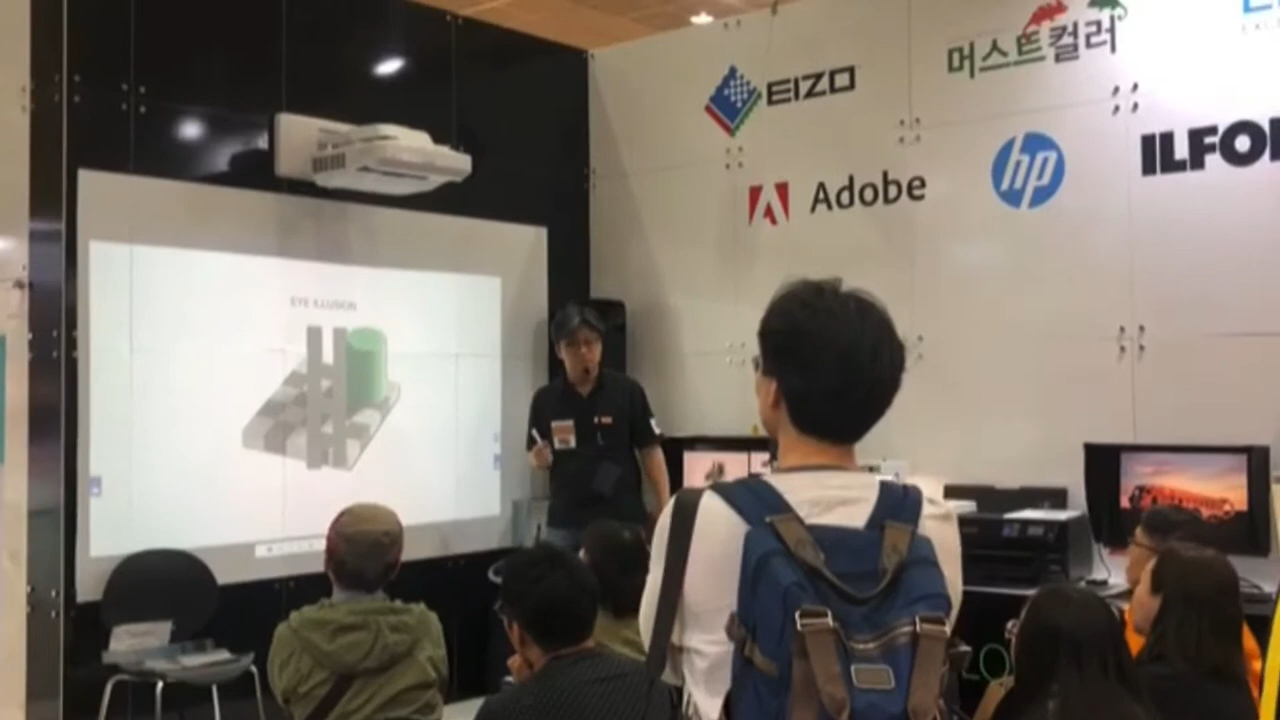 EIZO
머스트컬러
Adobe
hp
ILFO
EYE ILLUSION